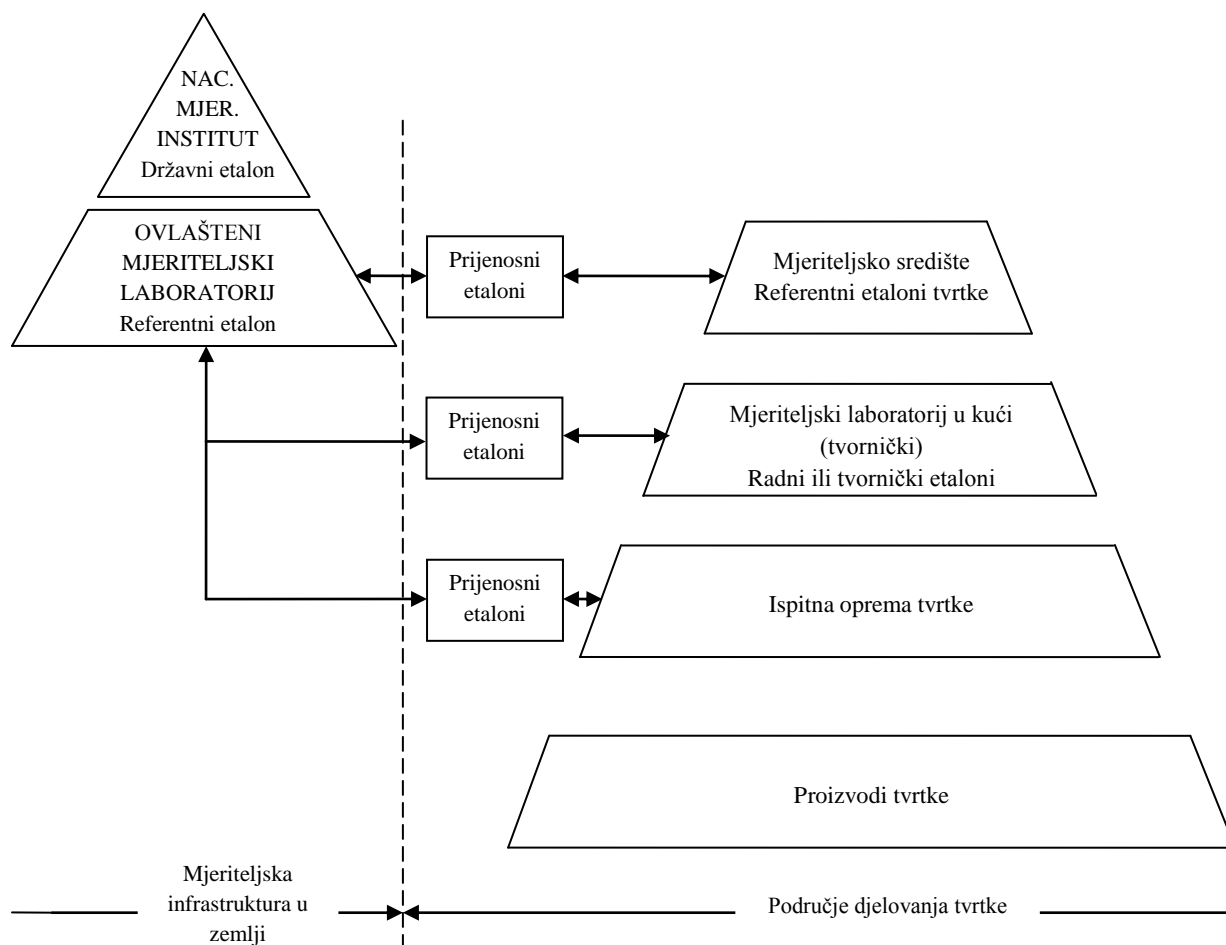 NAC.
MJER.
INSTITUT
Državni etalon
OVLAŠTENI
MJERITELJSKI
LABORATORIJ
Referentni etalon
Prijenosni
etaloni
Mjeriteljsko središte
Referentni etaloni tvrtke
Prijenosni
etaloni
Mjeriteljski laboratorij u kući
(tvornički)
Radni ili tvornički etaloni
Prijenosni
etaloni
Ispitna oprema tvrtke
Proizvodi tvrtke
Mjeriteljska
infrastruktura u
zemlji
Područje djelovanja tvrtke